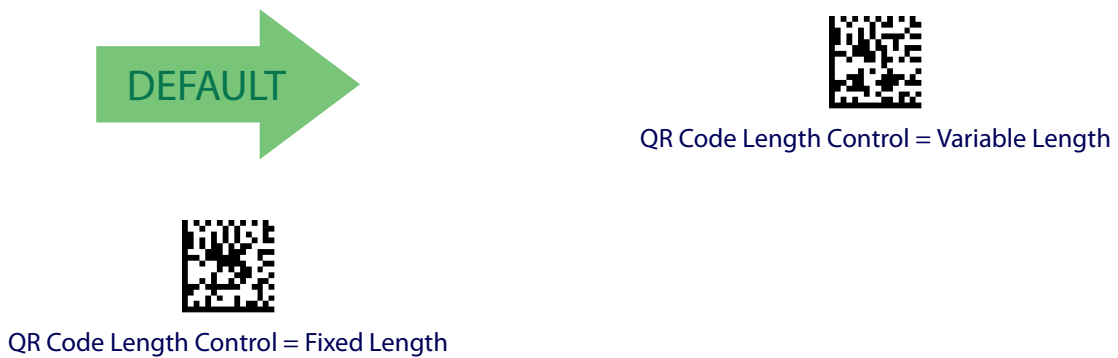 DEFAULT
QR Code Length Control = Variable Length
QR Code Length Control = Fixed Length